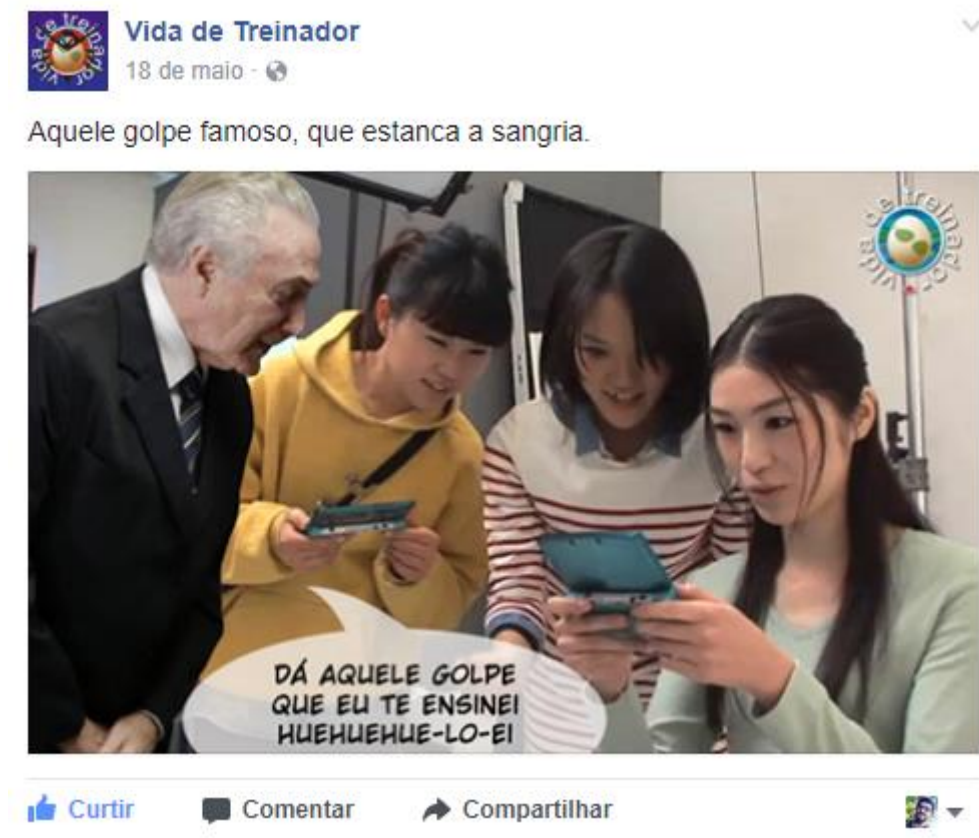 Vida de Treinador
18 de maio
Aquele golpe famoso, que estanca a sangria.
vida de treinador
DÁ AQUELE GOLPE
QUE EU TE ENSINEI
HUEHUEHUE-LO-EI
Curtir Comentar Compartilhar